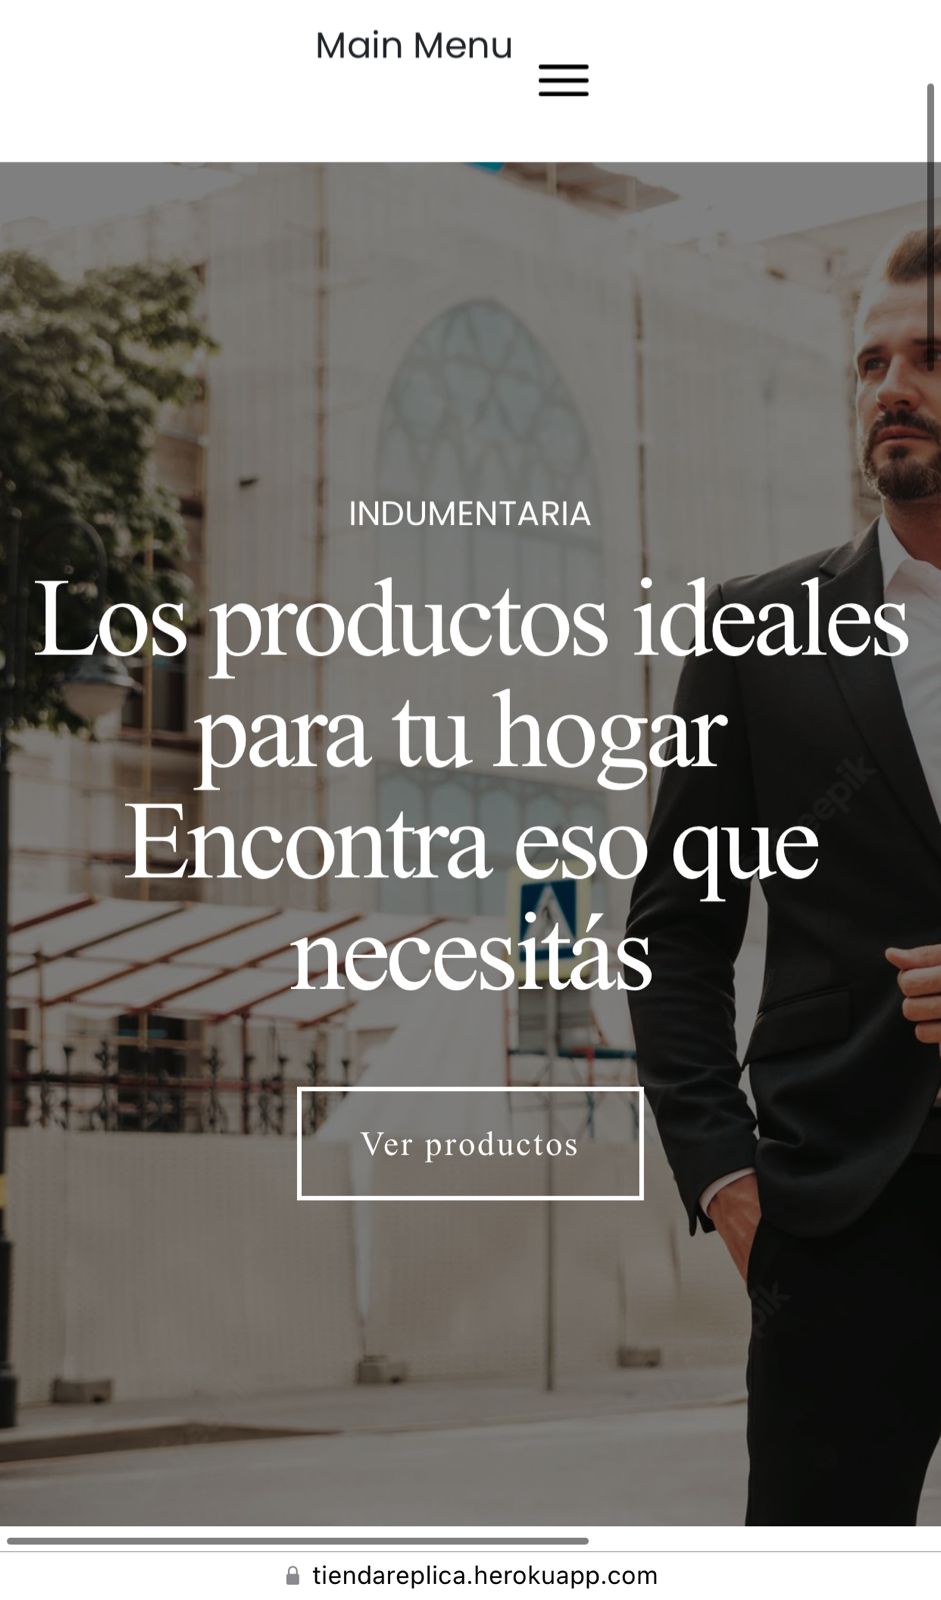 Main Menu
INDUMENTARIA
Los productos ideales
para tu hogar
Encontra eso que
necesitás
Ver productos
tiendareplica.herokuapp.com